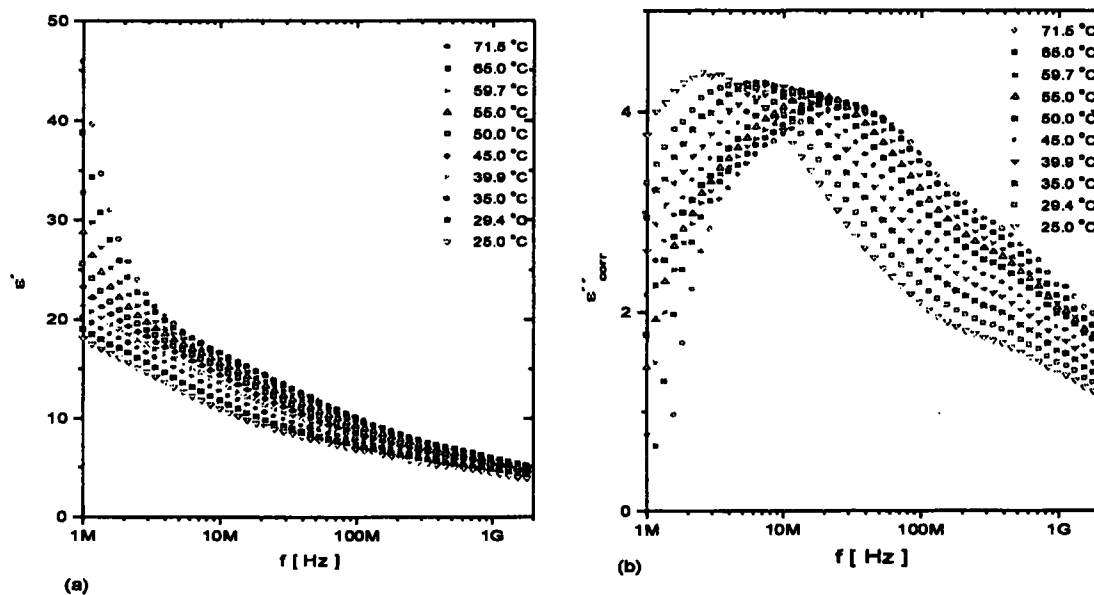 50
40
30
20
10
0
ε'
71.5 °C
65.0 °C
59.7 °C
55.0 °C
50.0 °C
45.0 °C
39.9 °C
35.0 °C
29.4 °C
25.0 °C
1M
10M
100M
1G
f [ Hz ]
(a)
4
2
0
ε''corr
71.5 °C
65.0 °C
59.7 °C
55.0 °C
50.0 °C
45.0 °C
39.9 °C
35.0 °C
29.4 °C
25.0 °C
1M
10M
100M
1G
f [ Hz ]
(b)